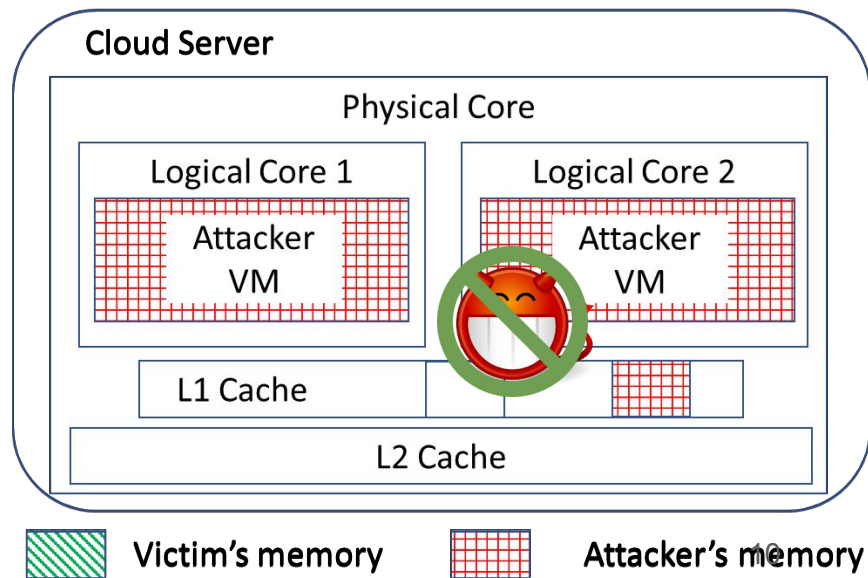 Cloud Server
Physical Core
Logical Core 1
Attacker
VM
Logical Core 2
Attacker
VM
L1 Cache
L2 Cache
Victim's memory
Attacker's memory
10